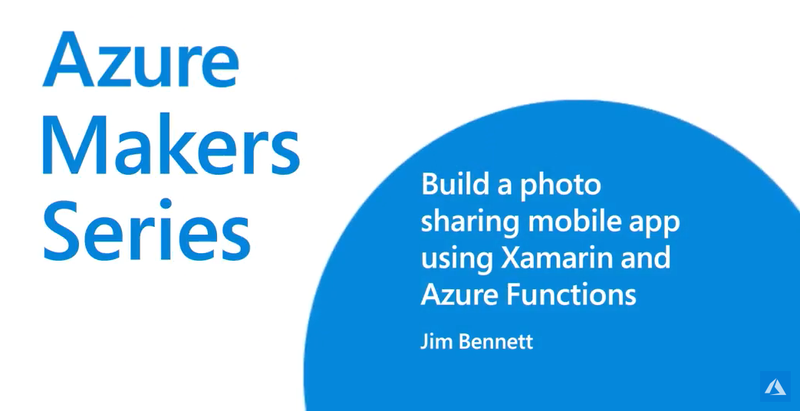 Azure
Makers
Series
Build a photo
sharing mobile app
using Xamarin and
Azure Functions
Jim Bennett